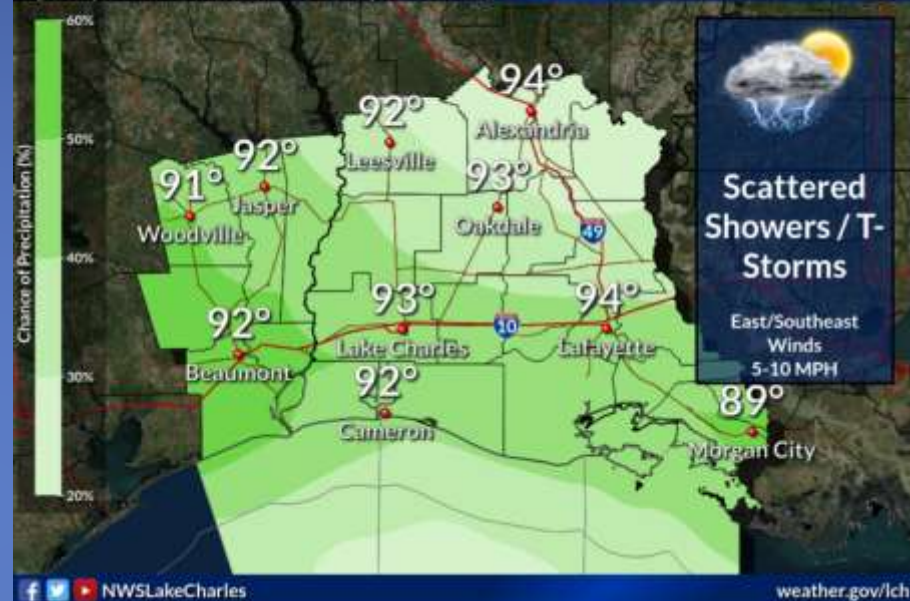 60%
50%
40%
30%
20%
Chance of Precipitation (%)
94°
Alexandria
92°
Leesville
92°
Jasper
91°
Woodville
93°
Oakdale
49
92°
Beaumont
93°
Lake Charles
10
94°
Lafayette
92°
Cameron
89°
Morgan City
Scattered
Showers / T-
Storms
East/Southeast
Winds
5-10 MPH
NWSLakeCharles
weather.gov/lch